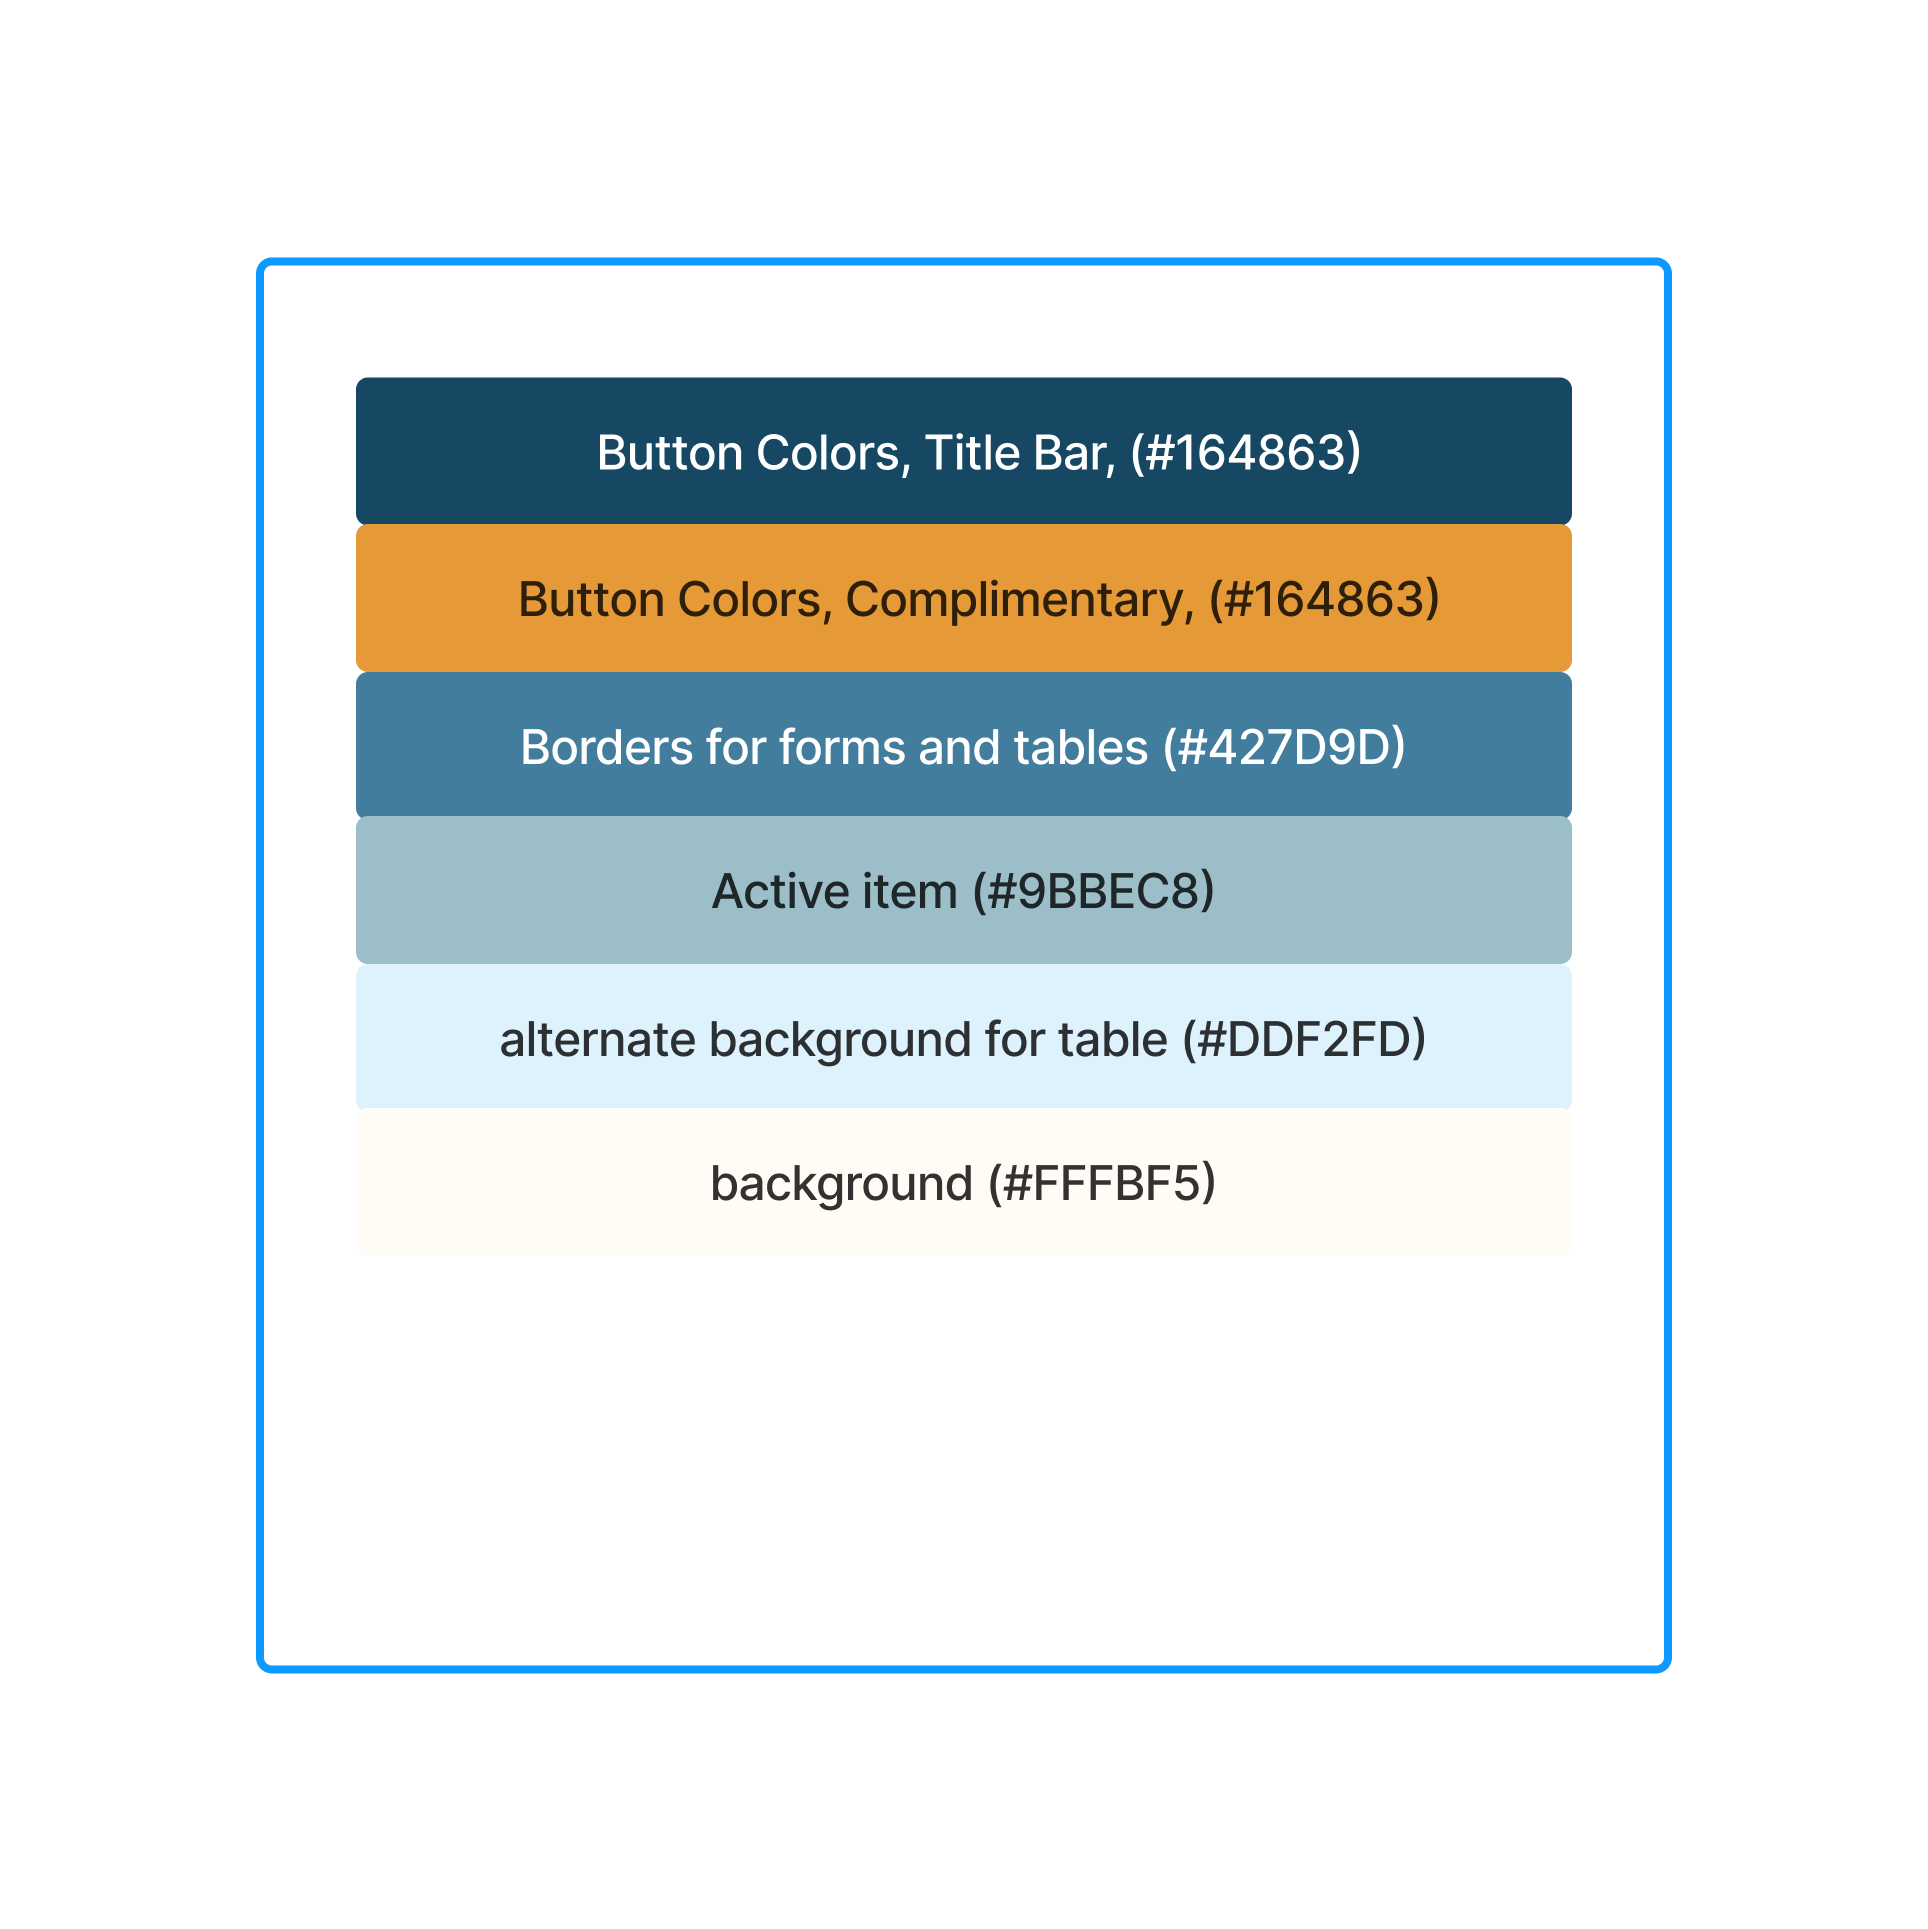 Button Colors, Title Bar, (#164863)
Button Colors, Complimentary, (#164863)
Borders for forms and tables (#427D9D)
Active item (#9BBEC8)
alternate background for table (#DDF2FD)
background (#FFFBF5)